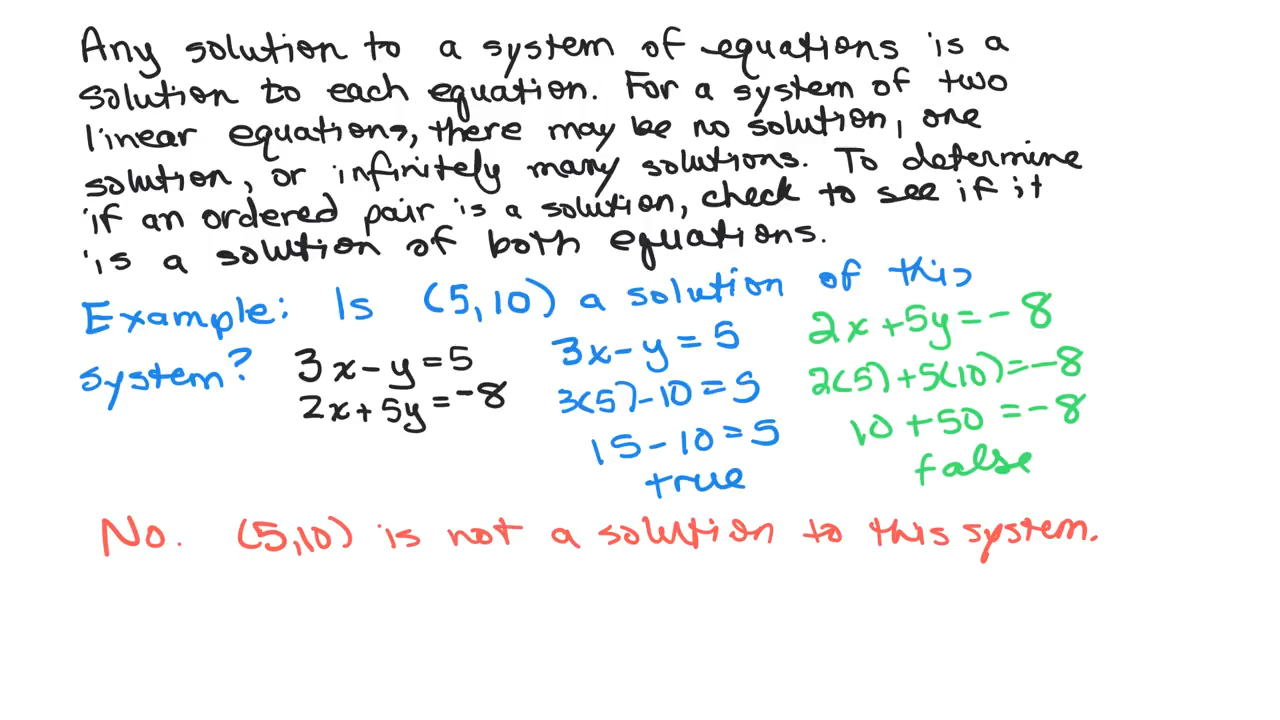 Any solution to a system of equations is a
solution to each equation. For a system of two
linear equations, there may be no solution, one
solution, or infinitely many solutions. To determine
if an ordered pair is a solution, check to see if it
is a solution of both equations.
Example: Is (5,10) a solution of this
system?
3x-y=5
2x+5y=-8
3x-y=5
3(5)-10=5
15-10=5
true
2x+5y=-8
2(5)+5(10)=-8
10+50=-8
false
No. (5,10) is not a solution to this system.